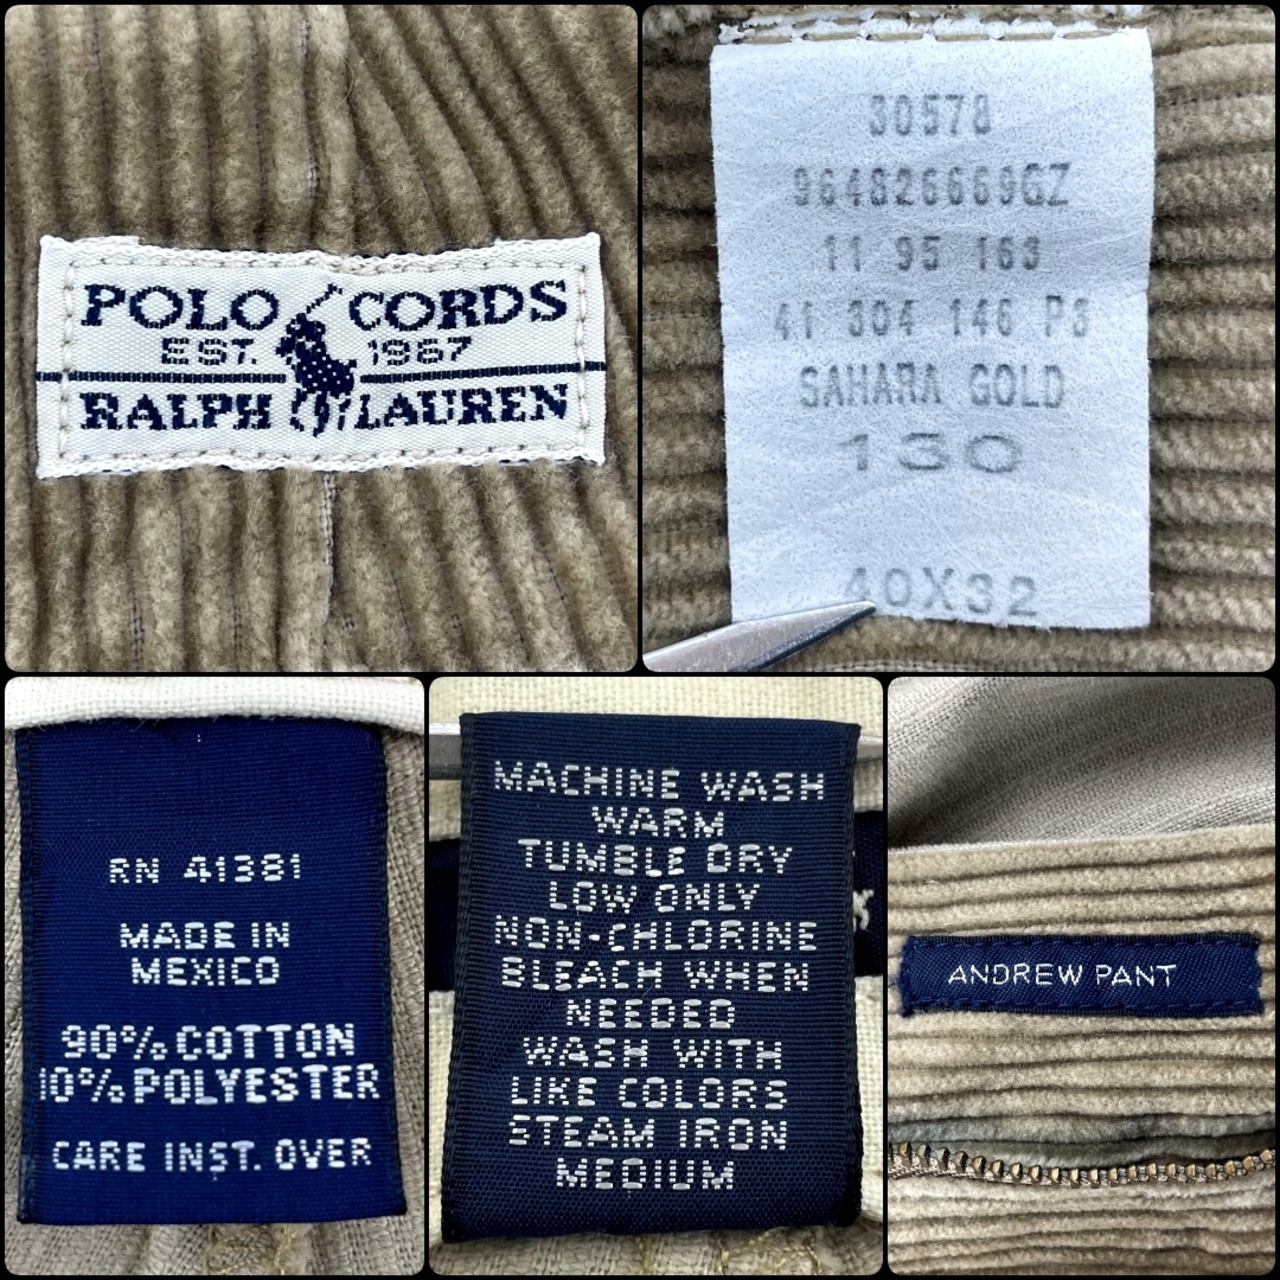 POLO CORDS
EST. 1967
RALPH LAUREN
30578
964826669GZ
11 95 163
41 304 146 P3
SAHARA GOLD
130
40X32
RN 41381
MADE IN
MEXICO
90% COTTON
10% POLYESTER
CARE INST. OVER
MACHINE WASH
WARM
TUMBLE DRY
LOW ONLY
NON-CHLORINE
BLEACH WHEN
NEEDED
WASH WITH
LIKE COLORS
STEAM IRON
MEDIUM
ANDREW PANT